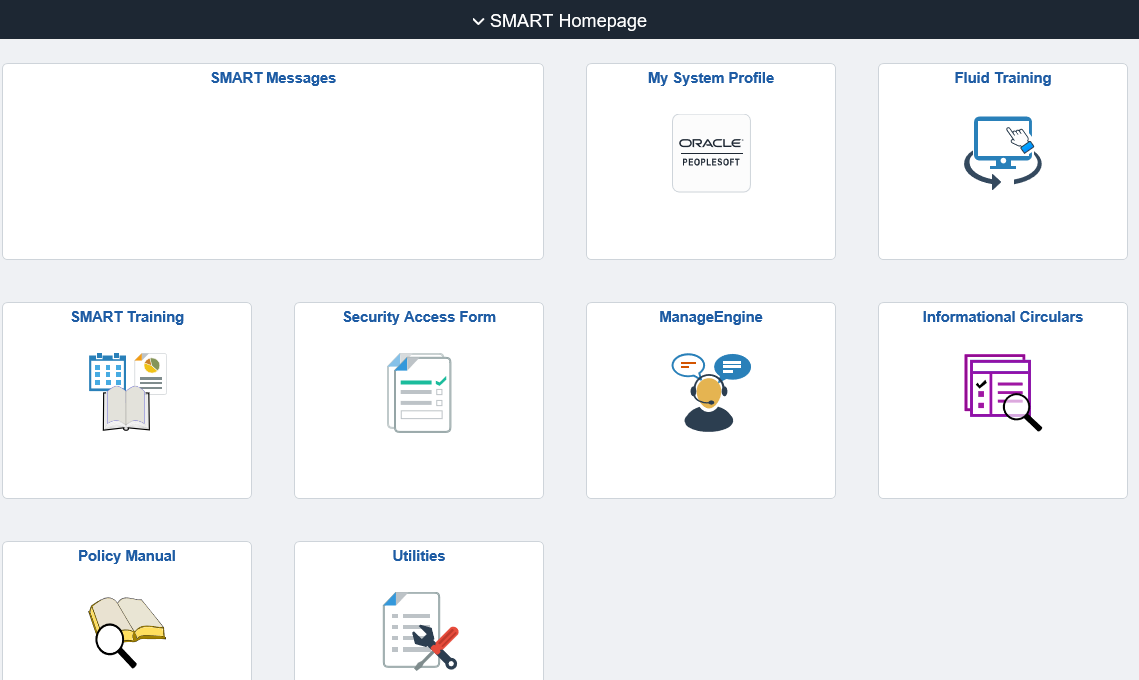 SMART Homepage
SMART Messages
My System Profile
Fluid Training
ORACLE
PEOPLESOFT
SMART Training
Security Access Form
ManageEngine
Informational Circulars
Policy Manual
Utilities